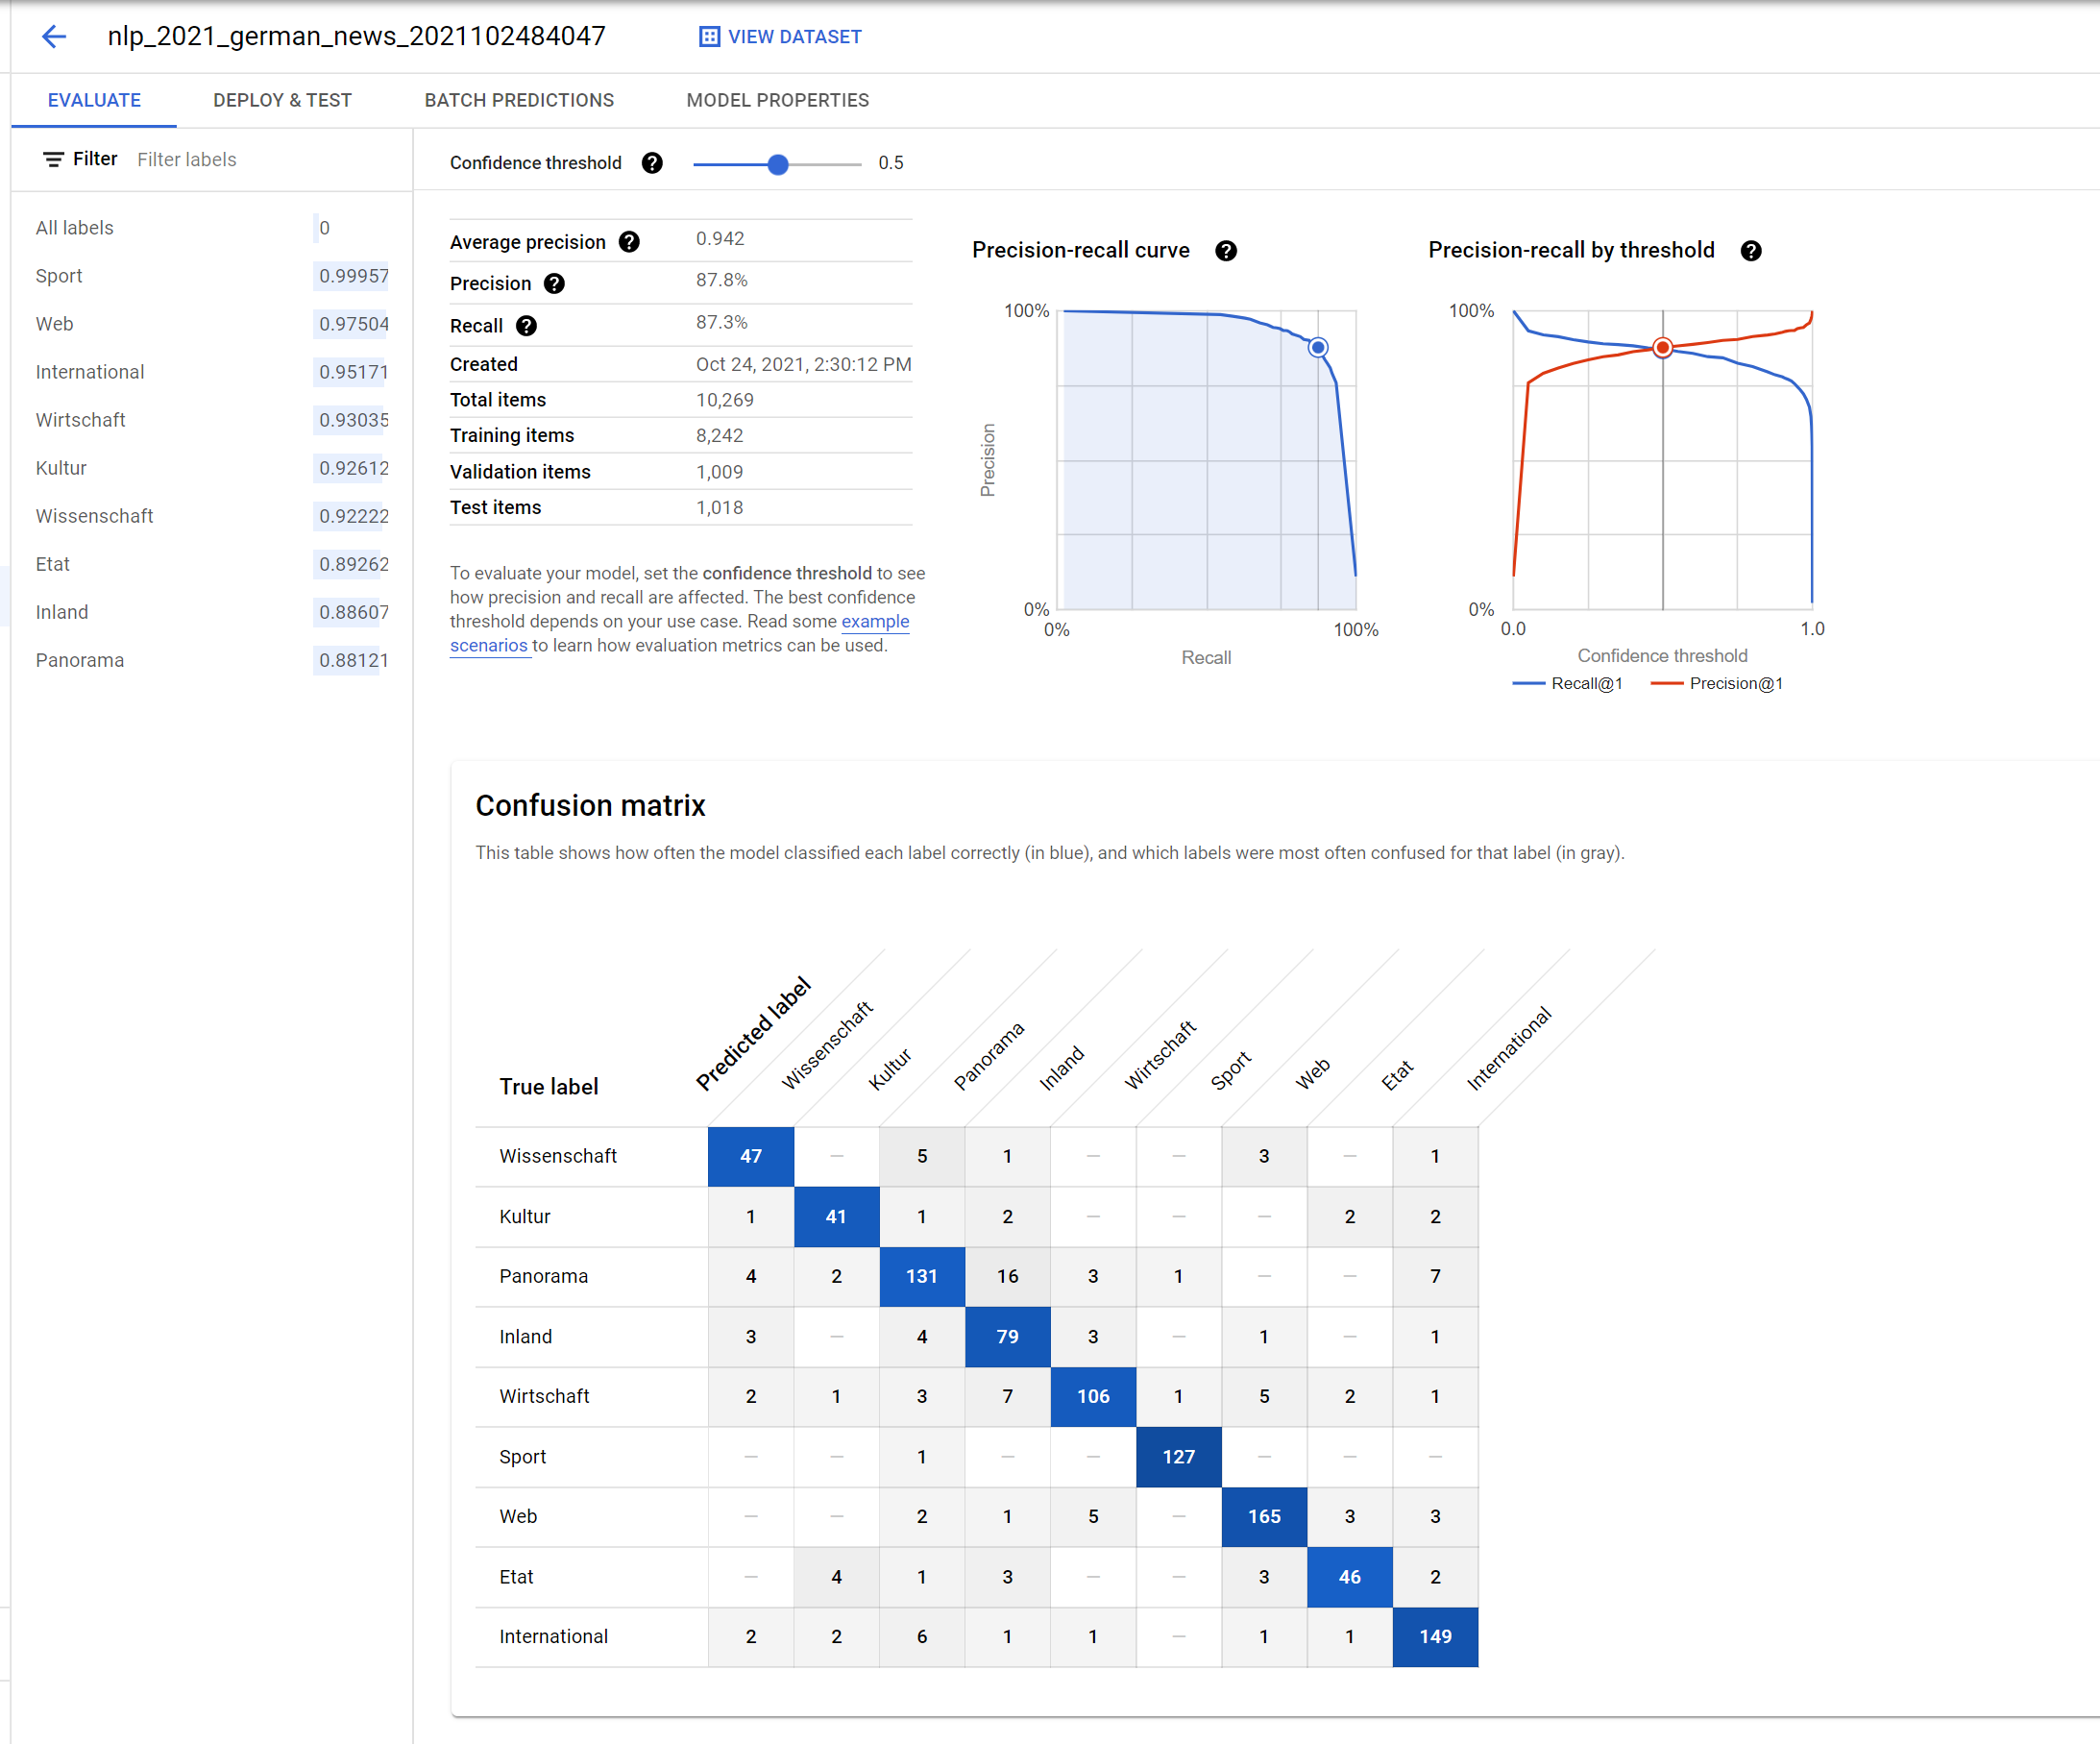 nlp_2021_german_news_2021102484047
VIEW DATASET
EVALUATE
DEPLOY & TEST
BATCH PREDICTIONS
MODEL PROPERTIES
Filter Filter labels
All labels 0
Sport 0.99957
Web 0.97504
International 0.95171
Wirtschaft 0.93035
Kultur 0.92612
Wissenschaft 0.92222
Etat 0.89262
Inland 0.88607
Panorama 0.88121
Confidence threshold ? 0.5
Average precision ? 0.942
Precision ? 87.8%
Recall ? 87.3%
Created Oct 24, 2021, 2:30:12 PM
Total items 10,269
Training items 8,242
Validation items 1,009
Test items 1,018
To evaluate your model, set the confidence threshold to see
how precision and recall are affected. The best confidence
threshold depends on your use case. Read some example
scenarios to learn how evaluation metrics can be used.
Precision-recall curve ?
100%
Precision
0%
0% 100%
Recall
Precision-recall by threshold ?
100%
0%
0.0 1.0
Confidence threshold
Recall@1 Precision@1
Confusion matrix
This table shows how often the model classified each label correctly (in blue), and which labels were most often confused for that label (in gray).
True label Predicted label Wissenschaft Kultur Panorama Inland Wirtschaft Sport Web Etat International
Wissenschaft 47 — 5 1 — — 3 — 1
Kultur 1 41 1 2 — — — 2 2
Panorama 4 2 131 16 3 1 — — 7
Inland 3 — 4 79 3 — 1 — 1
Wirtschaft 2 1 3 7 106 1 5 2 1
Sport — — 1 — — 127 — — —
Web — — 2 1 5 — 165 3 3
Etat — 4 1 3 — — 3 46 2
International 2 2 6 1 1 — 1 1 149